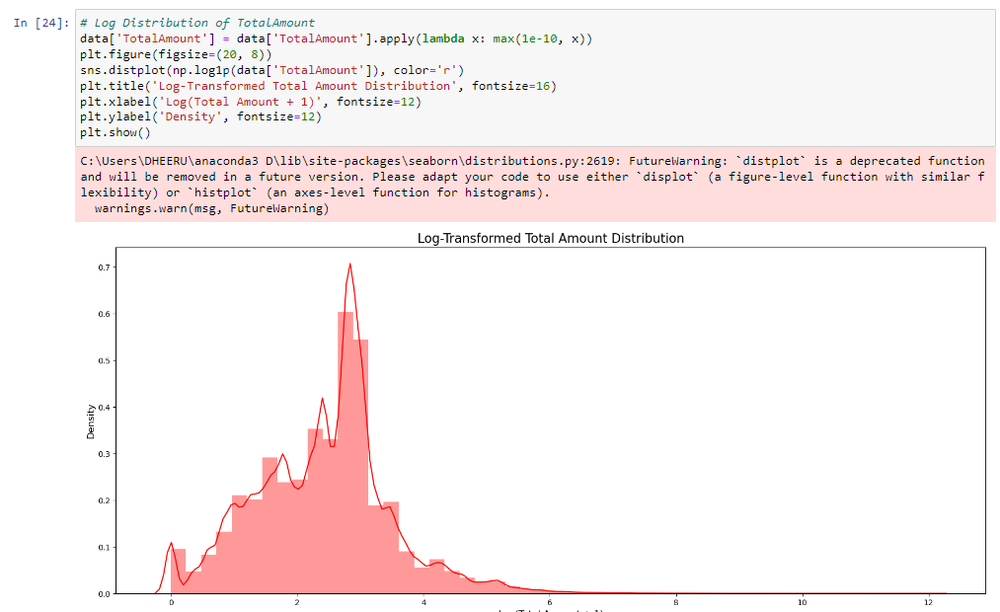 In [24]: # Log Distribution of TotalAmount
data['TotalAmount'] = data['TotalAmount'].apply(lambda x: max(1e-10, x))
plt.figure(figsize=(20, 8))
sns.distplot(np.log1p(data['TotalAmount']), color='r')
plt.title('Log-Transformed Total Amount Distribution', fontsize=16)
plt.xlabel('Log(Total Amount + 1)', fontsize=12)
plt.ylabel('Density', fontsize=12)
plt.show()
C:\Users\DHEERU\anaconda3 D\lib\site-packages\seaborn\distributions.py:2619: FutureWarning: `distplot` is a deprecated function
and will be removed in a future version. Please adapt your code to use either `displot` (a figure-level function with similar f
lexibility) or `histplot` (an axes-level function for histograms).
warnings.warn(msg, FutureWarning)
Log-Transformed Total Amount Distribution
0.7
0.6
0.5
0.4
Density
0.3
0.2
0.1
0.0
0 2 4 6 8 10 12